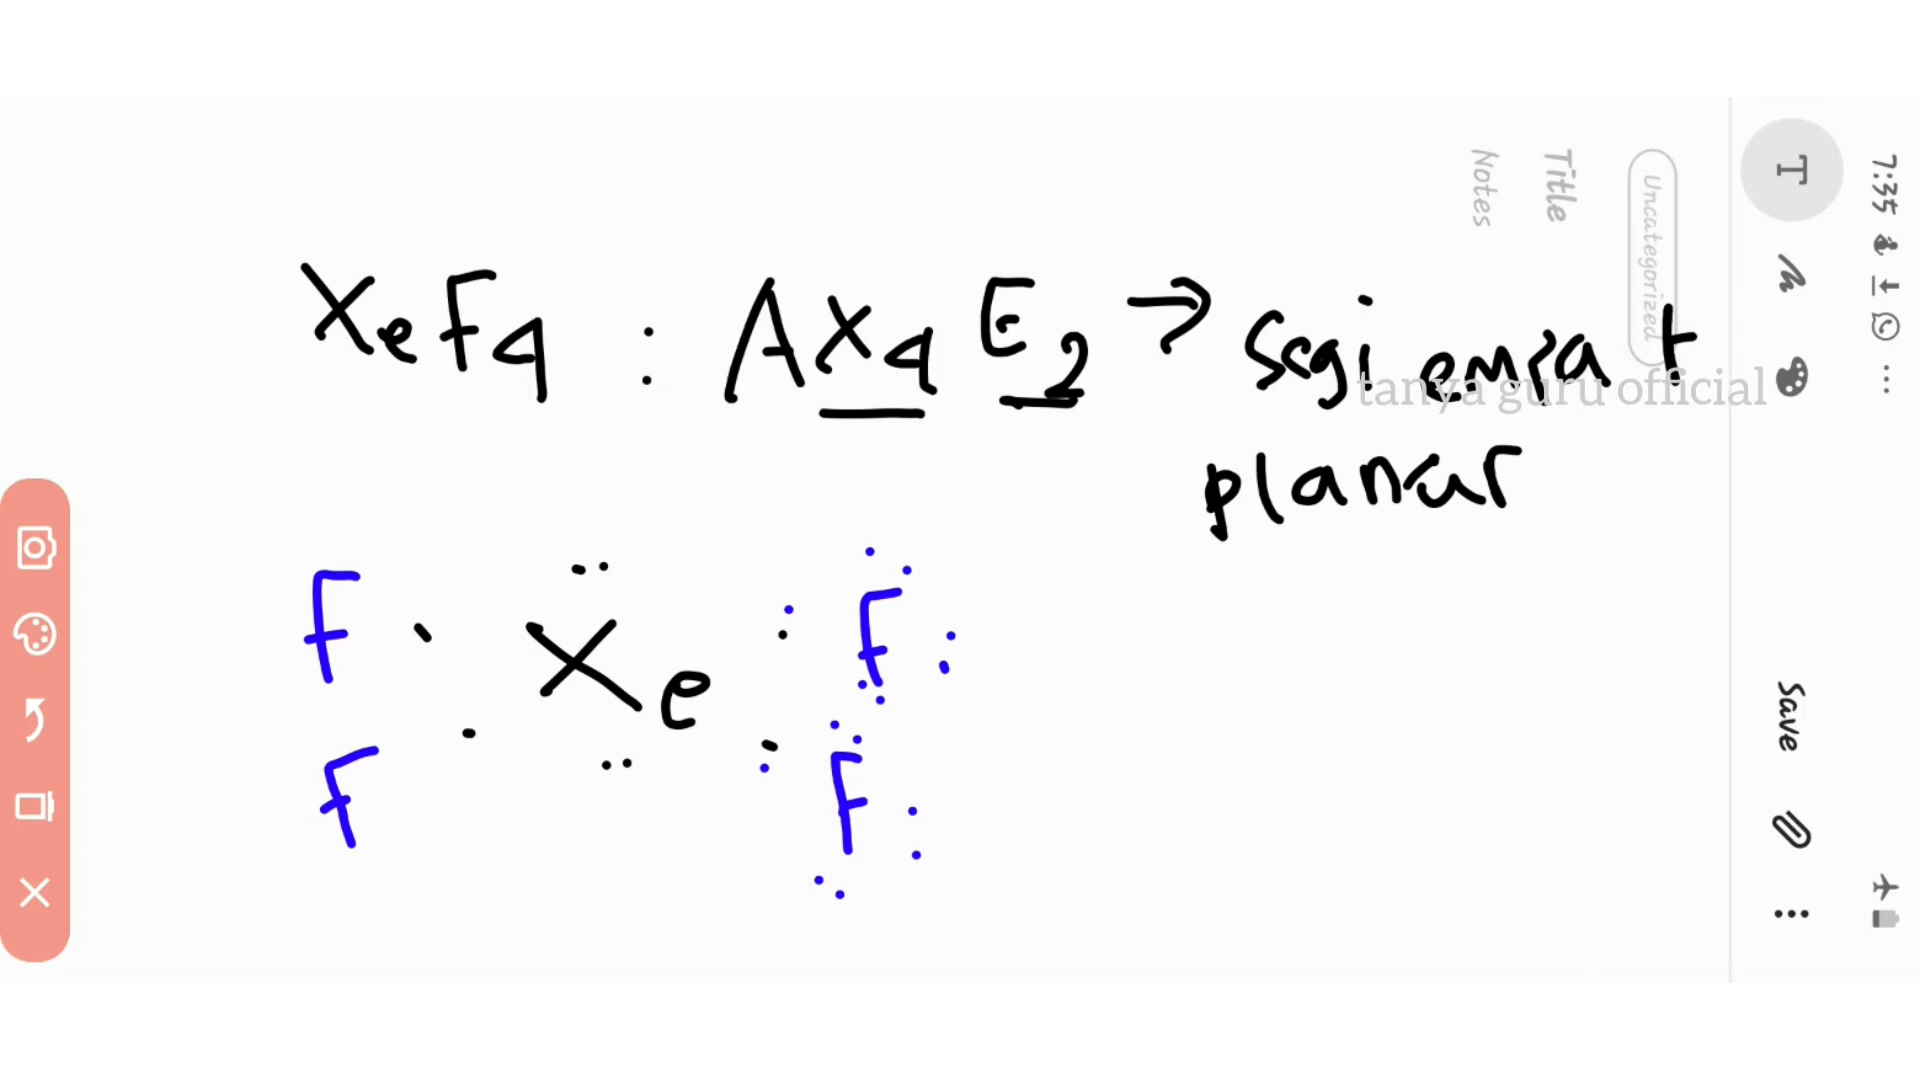 XeF4 : AX4E2 → segi empat
planar
F Xe F
F F
tanya guru official
Title
Notes
Uncategorized
T
7:35
Save